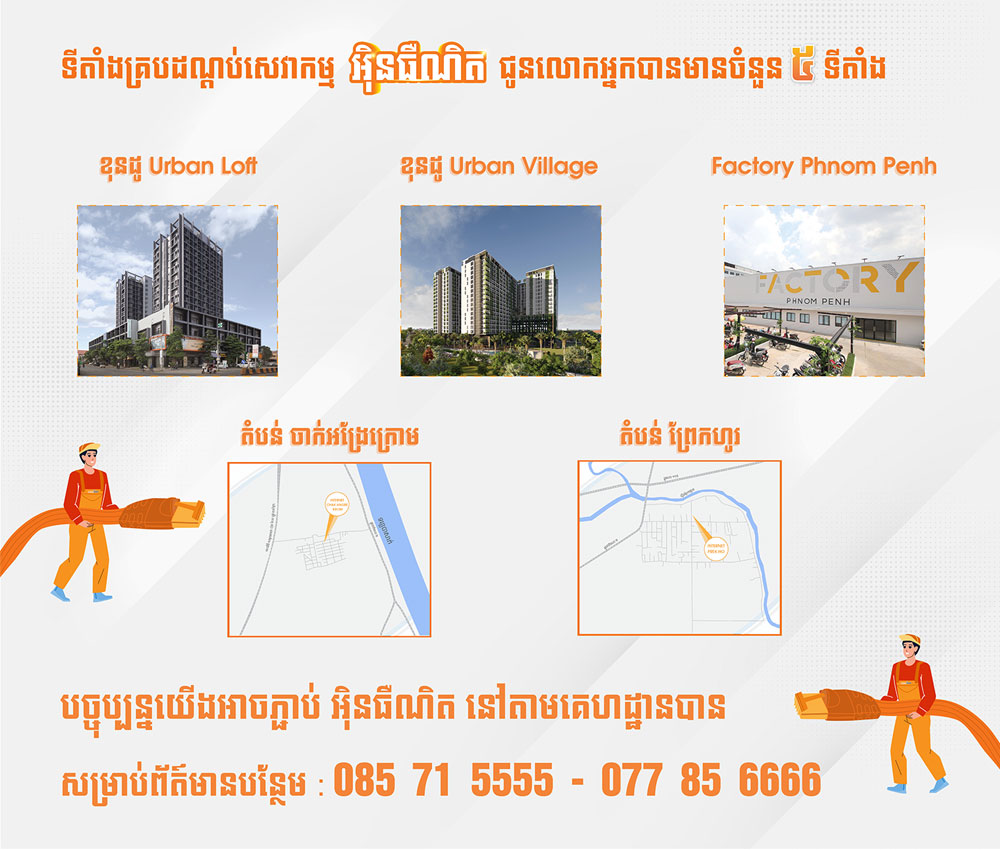 ទីតាំងគ្របដណ្តប់សេវាកម្ម អ៊ិនធឺណិត ជូនលោកអ្នកបានមានចំនួន ៥ ទីតាំង
ខុនដូ Urban Loft
ខុនដូ Urban Village
Factory Phnom Penh
FACTORY
PHNOM PENH
តំបន់ ចាក់អង្រែក្រោម
តំបន់ ព្រែកហូរ
INTERNET
PREK HO
បច្ចុប្បន្នយើងអាចភ្ជាប់ អ៊ិនធឺណិត នៅតាមគេហដ្ឋានបាន
សម្រាប់ព័ត៌មានបន្ថែម : 085 71 5555 - 077 85 6666